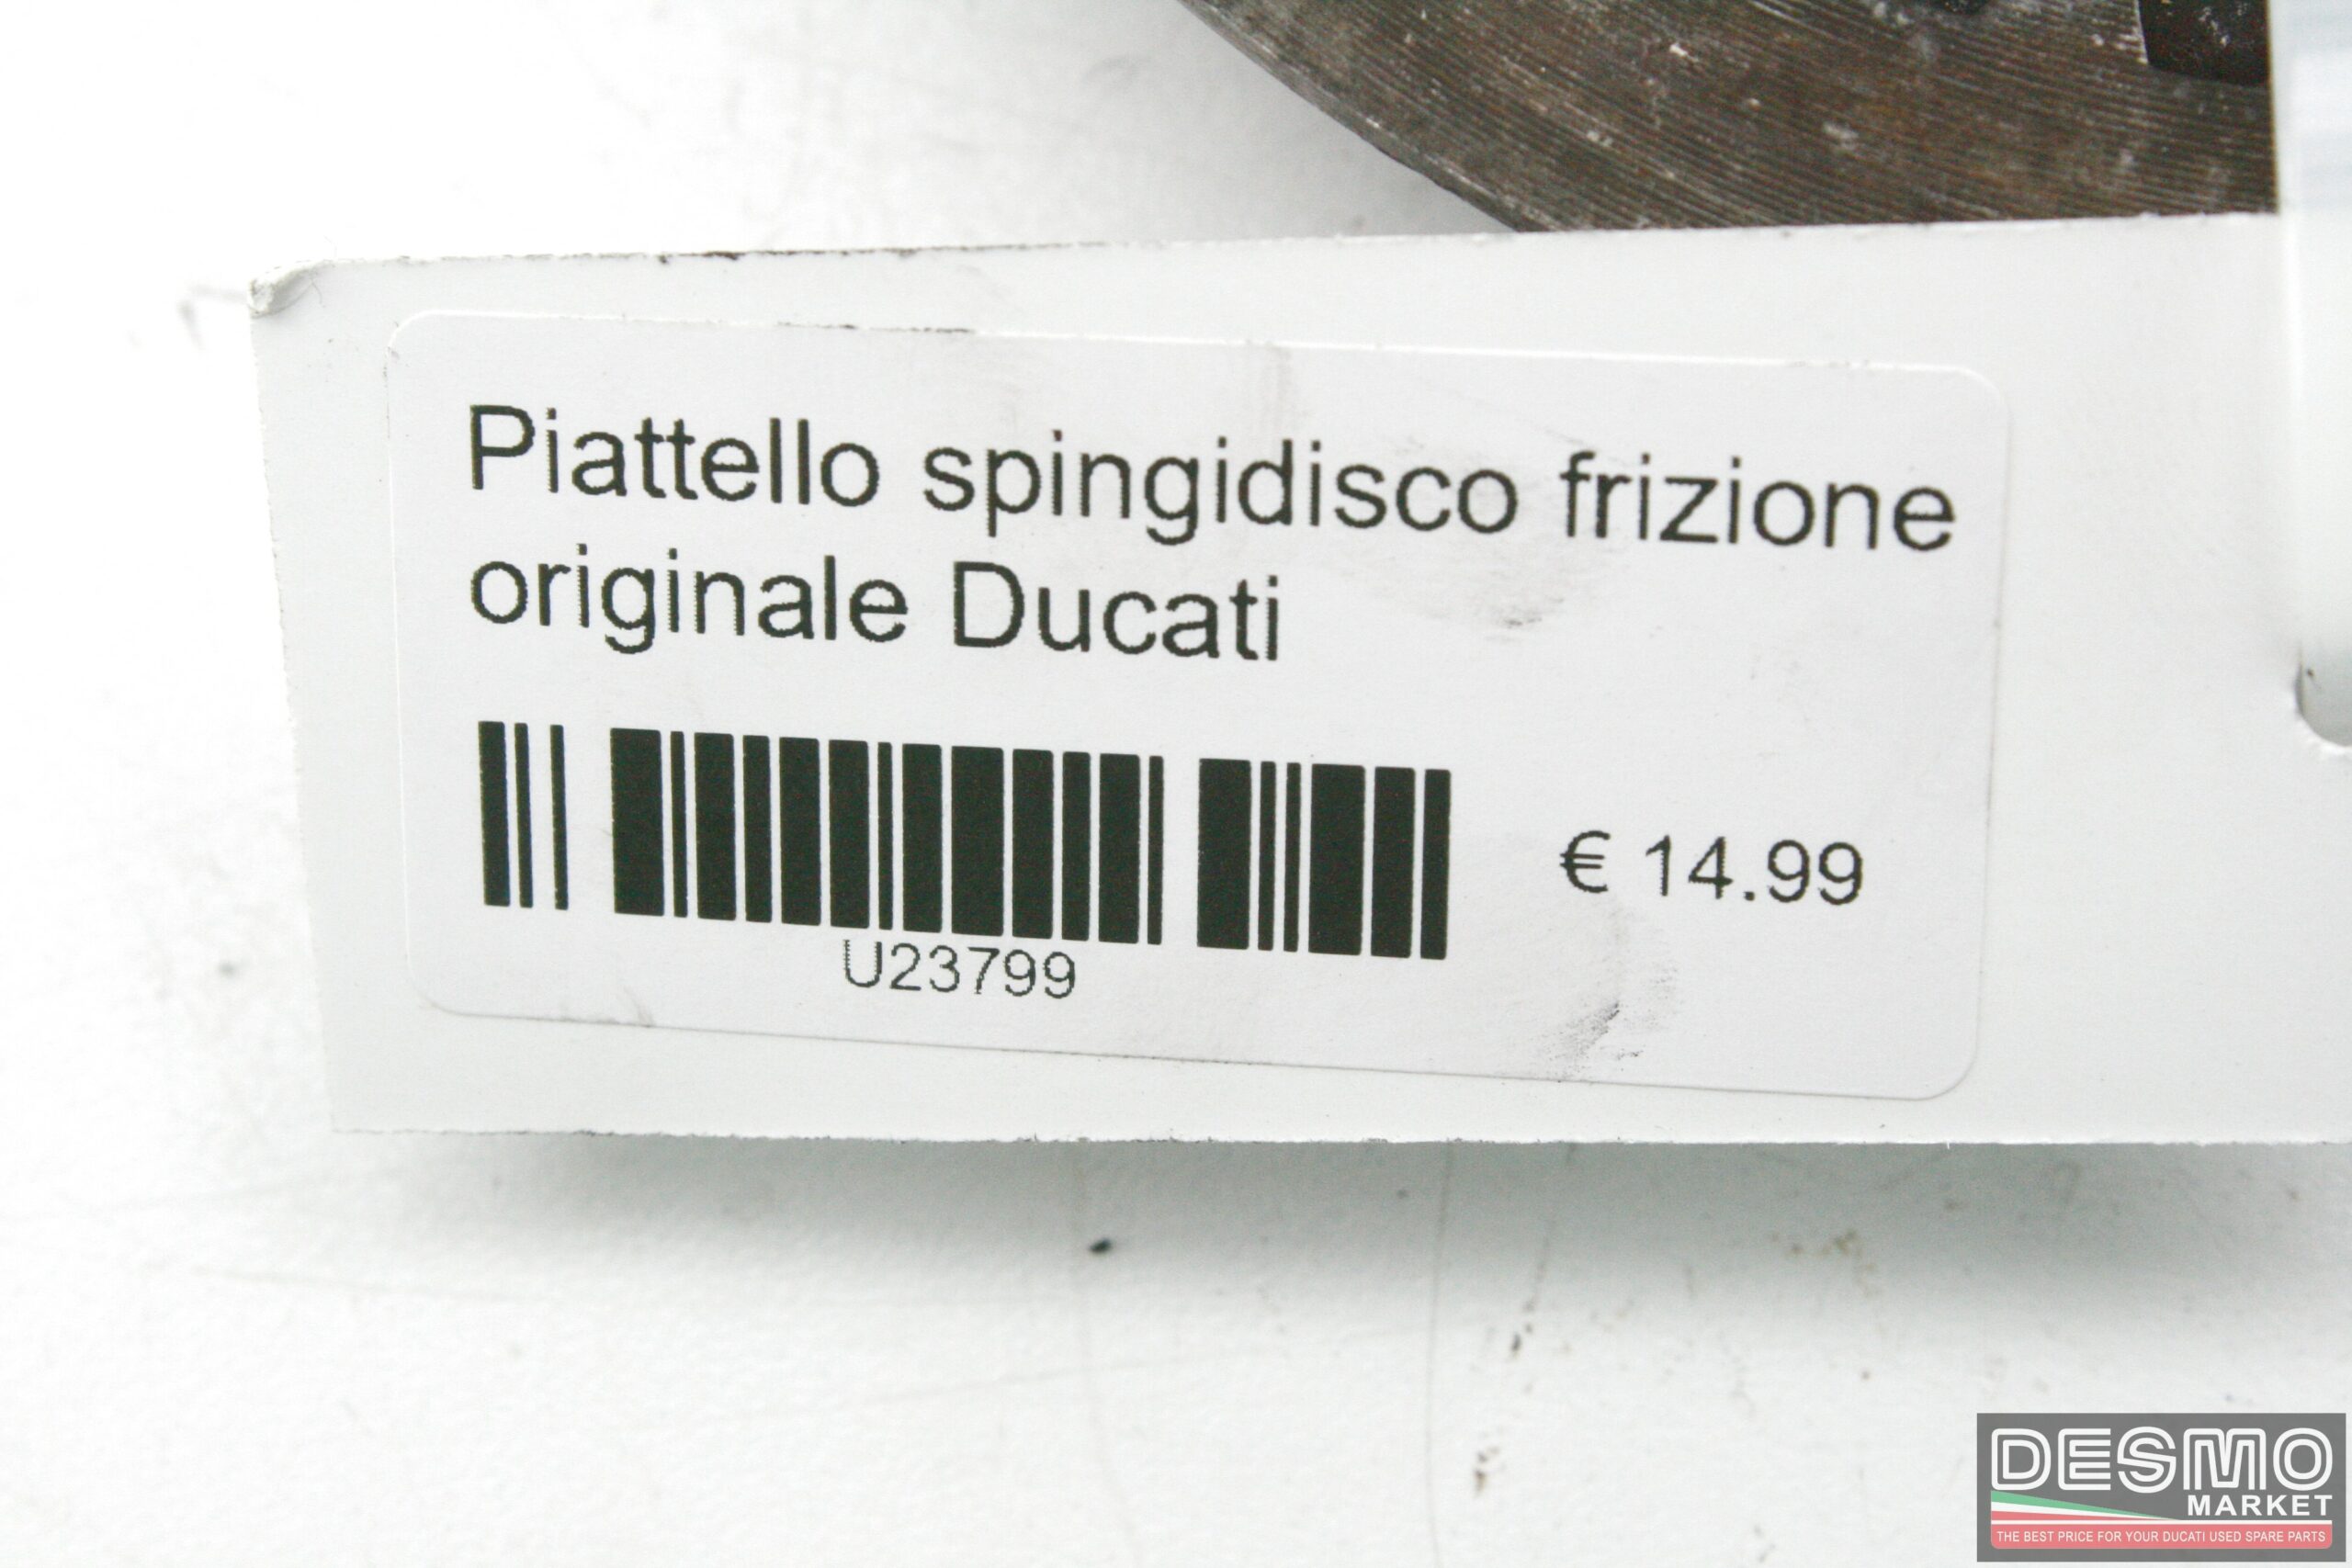 Piattello spingidisco frizione
originale Ducati
€ 14.99
U23799
DESMO
MARKET
THE BEST PRICE FOR YOUR DUCATI USED SPARE PARTS